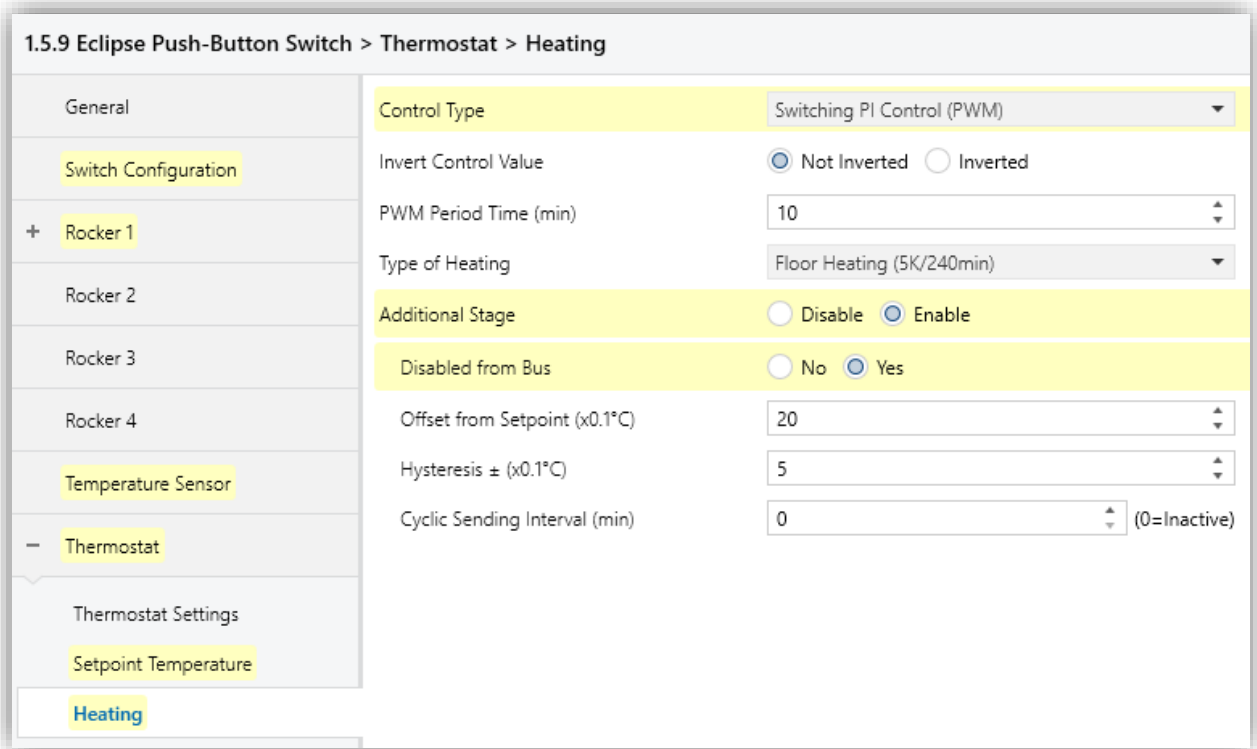 1.5.9 Eclipse Push-Button Switch > Thermostat > Heating
General
Switch Configuration
+ Rocker 1
Rocker 2
Rocker 3
Rocker 4
Temperature Sensor
− Thermostat
Thermostat Settings
Setpoint Temperature
Heating
Control Type Switching PI Control (PWM)
Invert Control Value Not Inverted Inverted
PWM Period Time (min) 10
Type of Heating Floor Heating (5K/240min)
Additional Stage Disable Enable
Disabled from Bus No Yes
Offset from Setpoint (x0.1°C) 20
Hysteresis ± (x0.1°C) 5
Cyclic Sending Interval (min) 0 (0=Inactive)